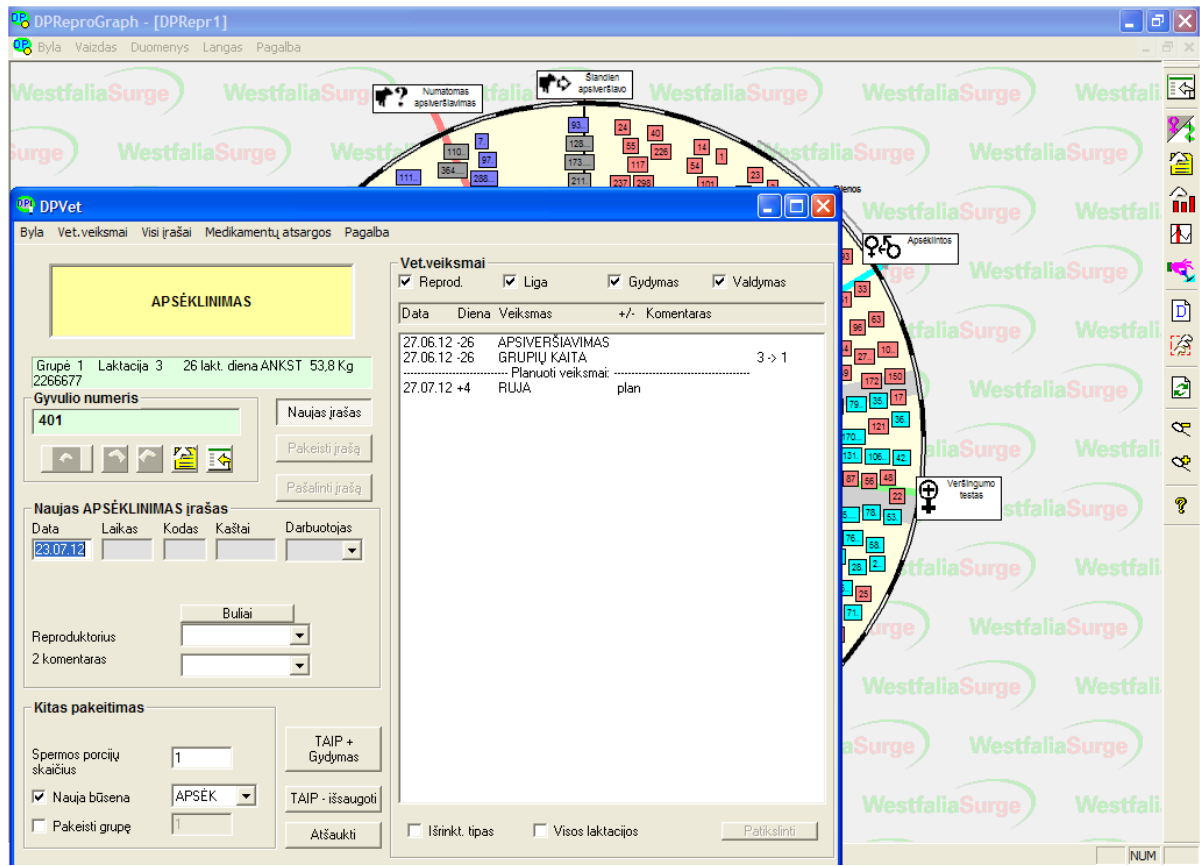 DPReproGraph - [DPRepr1]
Byla Vaizdas Duomenys Langas Pagalba
Numatomas
apsiveršiavimas
Šiandien
apsiveršiavo
WestfaliaSurge
Apsėklintos
Veršingumo
testas
DPVet
Byla Vet.veiksmai Visi įrašai Medikamentų atsargos Pagalba
APSĖKLINIMAS
Grupė 1 Laktacija 3 26 lakt. diena ANKST 53,8 Kg
2266677
Gyvulio numeris
401
Naujas įrašas
Pakeisti įrašą
Pašalinti įrašą
Naujas APSĖKLINIMAS įrašas
Data Laikas Kodas Kaštai Darbuotojas
23.07.12
Buliai
Reproduktorius
2 komentaras
Kitas pakeitimas
Spermos porcijų
skaičius
1
Nauja būsena APSĖK
Pakeisti grupę 1
TAIP +
Gydymas
TAIP - išsaugoti
Atšaukti
Vet.veiksmai
Reprod. Liga Gydymas Valdymas
Data Diena Veiksmas +/- Komentaras
27.06.12 -26 APSIVERŠIAVIMAS
27.06.12 -26 GRUPIŲ KAITA 3 -> 1
Planuoti veiksmai:
27.07.12 +4 RUJA plan
Išrinkt. tipas Visos laktacijos Patikslinti
NUM